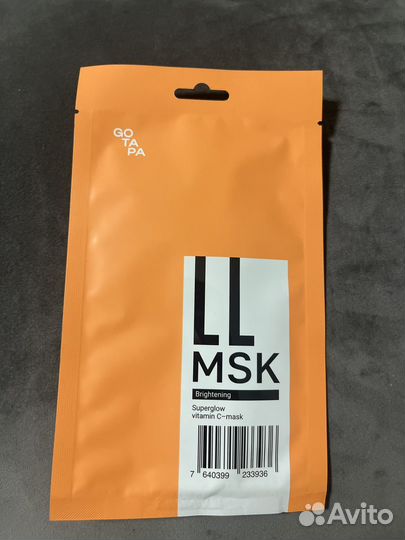 GO
TA
PA
LL
MSK
Brightening
Superglow
vitamin C-mask
7 640399 233936
Avito